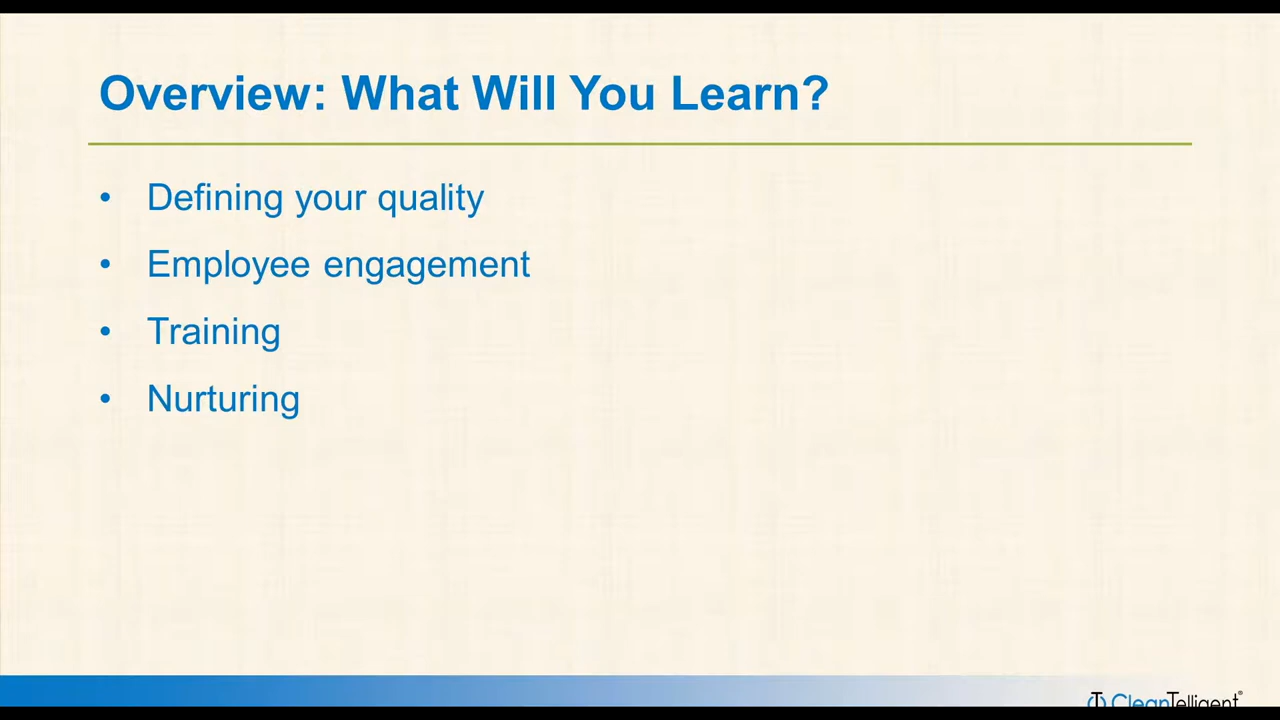 Overview: What Will You Learn?
• Defining your quality
• Employee engagement
• Training
• Nurturing
CleanTelligent®